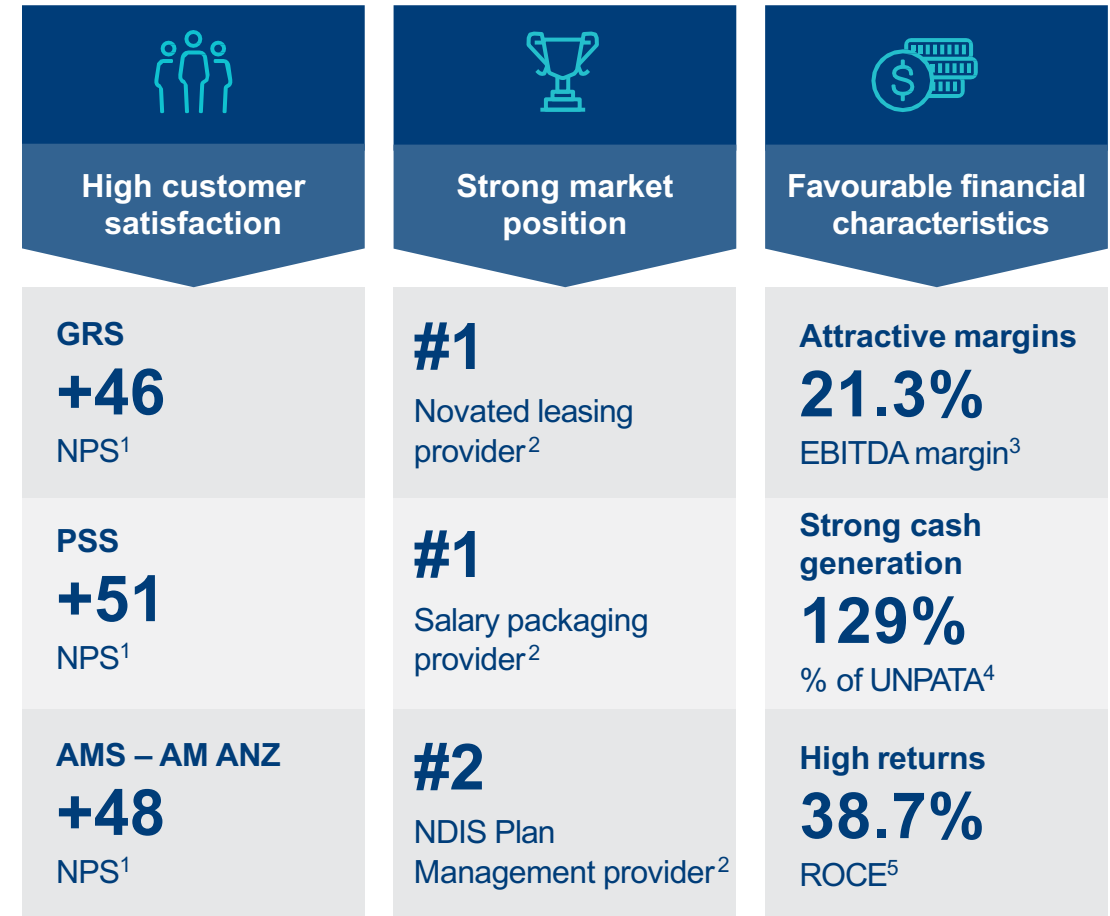 High customer
satisfaction
GRS
+46
NPS1
PSS
+51
NPS1
AMS – AM ANZ
+48
NPS1
Strong market
position
#1
Novated leasing
provider2
#1
Salary packaging
provider2
#2
NDIS Plan
Management provider2
$
Favourable financial
characteristics
Attractive margins
21.3%
EBITDA margin3
Strong cash
generation
129%
% of UNPATA4
High returns
38.7%
ROCE5